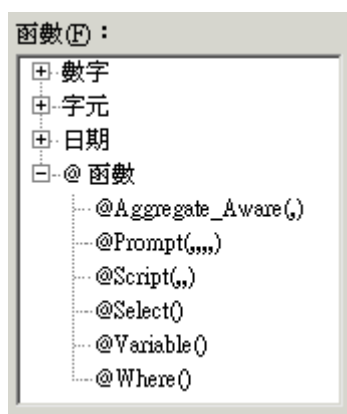 函數(F)：
數字
字元
日期
@ 函數
@Aggregate_Aware(,)
@Prompt(,,,,)
@Script(,,)
@Select()
@Variable()
@Where()